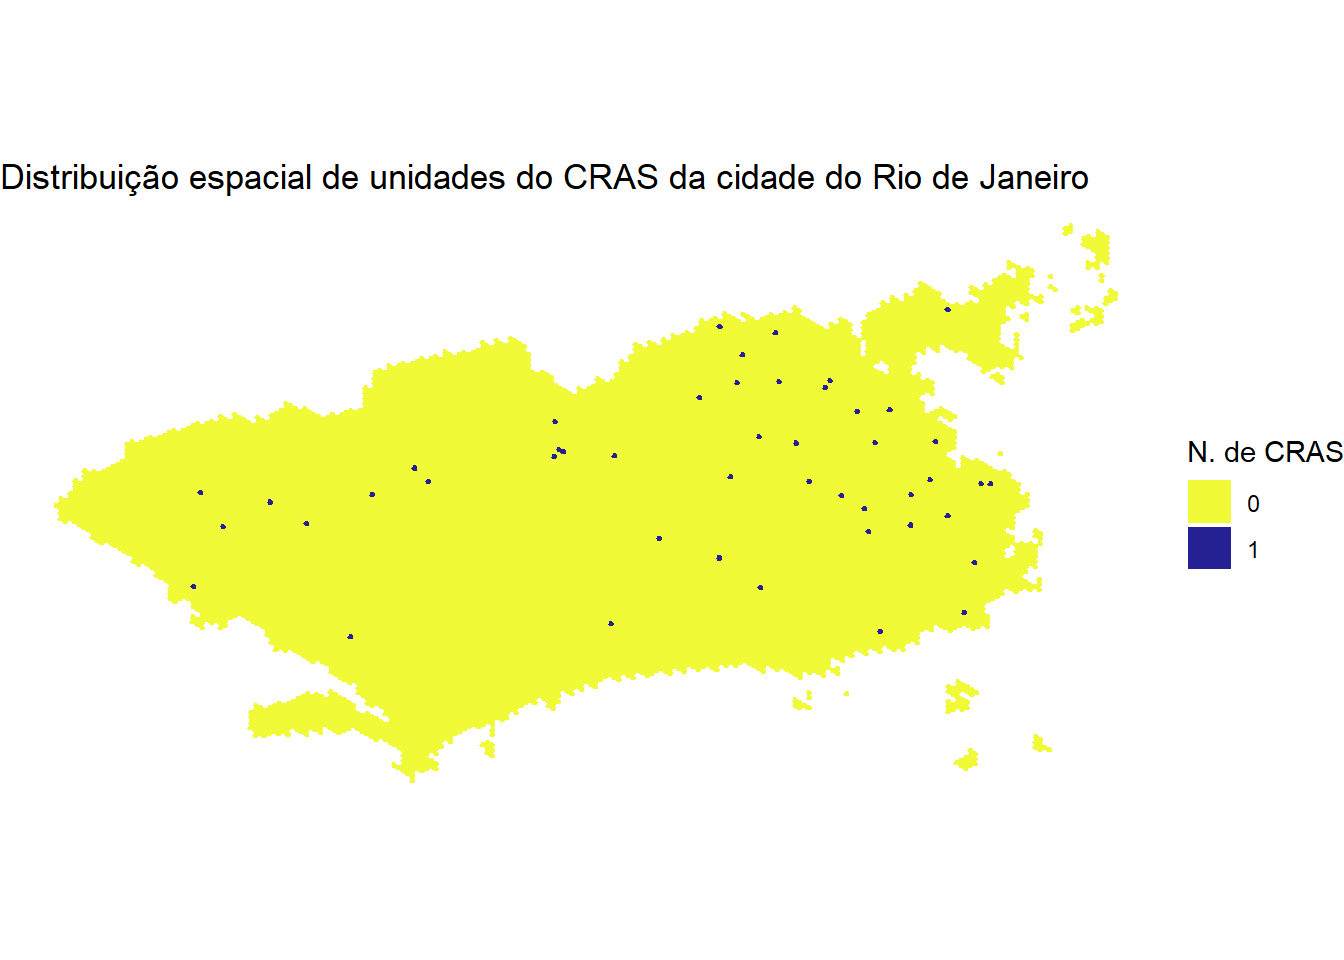 Distribuição espacial de unidades do CRAS da cidade do Rio de Janeiro
N. de CRAS
0
1